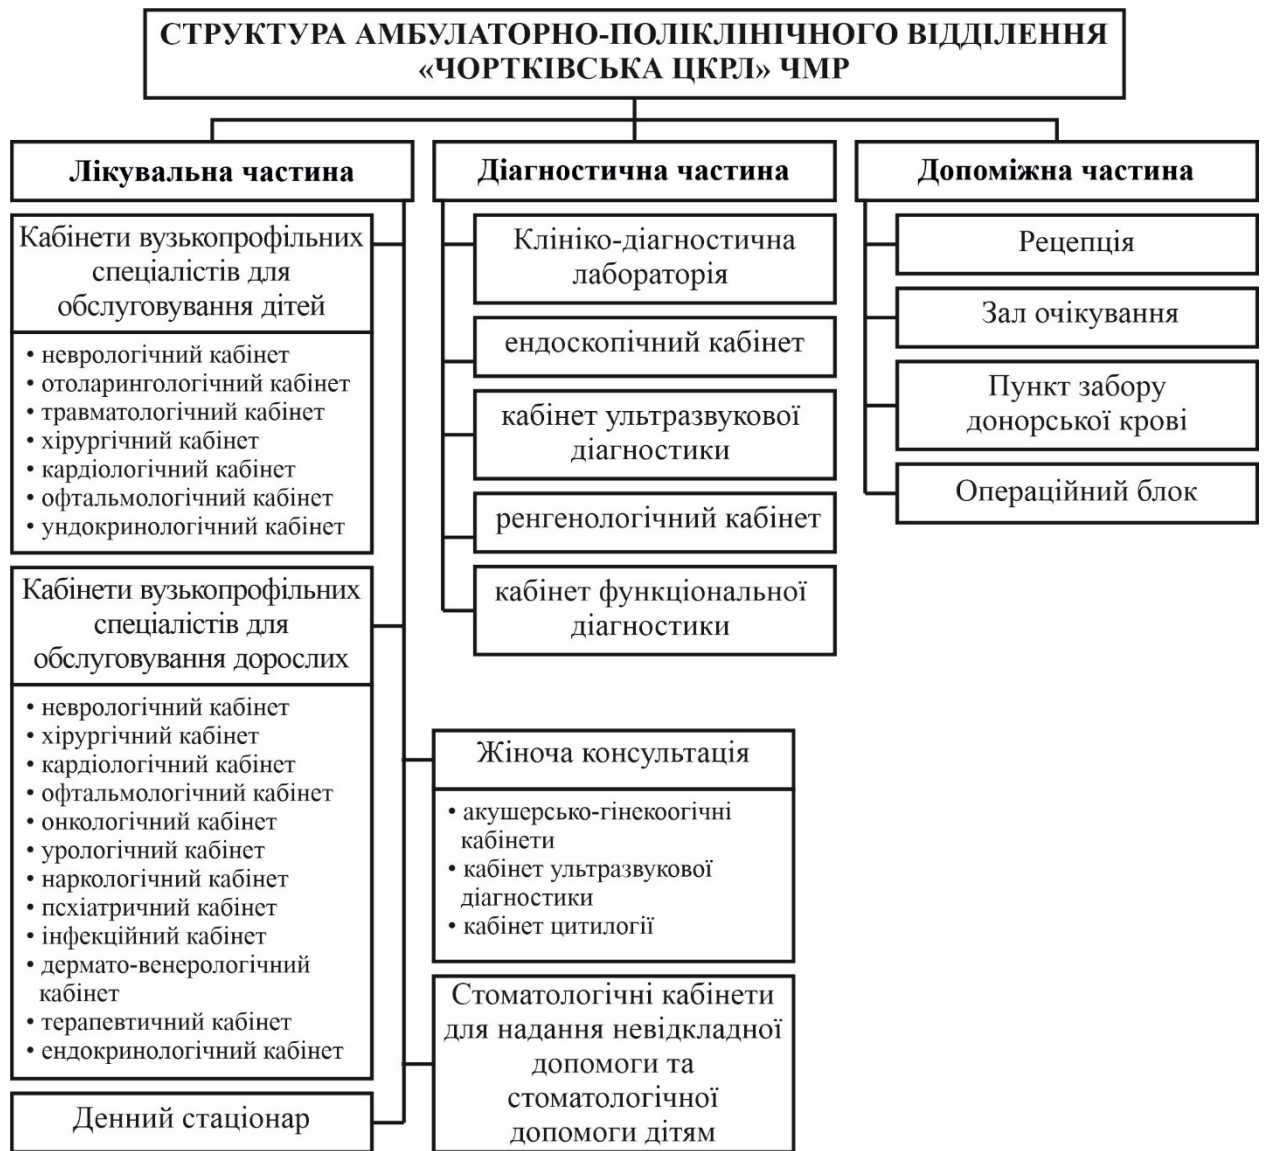 СТРУКТУРА АМБУЛАТОРНО-ПОЛІКЛІНІЧНОГО ВІДДІЛЕННЯ
«ЧОРТКІВСЬКА ЦКРЛ» ЧМР
Лікувальна частина
Кабінети вузькопрофільних
спеціалістів для
обслуговування дітей
• неврологічний кабінет
• отоларингологічний кабінет
• травматологічний кабінет
• хірургічний кабінет
• кардіологічний кабінет
• офтальмологічний кабінет
• ундокринологічний кабінет
Кабінети вузькопрофільних
спеціалістів для
обслуговування дорослих
• неврологічний кабінет
• хірургічний кабінет
• кардіологічний кабінет
• офтальмологічний кабінет
• онкологічний кабінет
• урологічний кабінет
• наркологічний кабінет
• псхіатричний кабінет
• інфекційний кабінет
• дермато-венерологічний
кабінет
• терапевтичний кабінет
• ендокринологічний кабінет
Денний стаціонар
Жіноча консультація
• акушерсько-гінекоогічні
кабінети
• кабінет ультразвукової
діагностики
• кабінет цитилогії
Стоматологічні кабінети
для надання невідкладної
допомоги та
стоматологічної
допомоги дітям
Діагностична частина
Клініко-діагностична
лабораторія
ендоскопічний кабінет
кабінет ультразвукової
діагностики
ренгенологічний кабінет
кабінет функціональної
діагностики
Допоміжна частина
Рецепція
Зал очікування
Пункт забору
донорської крові
Операційний блок